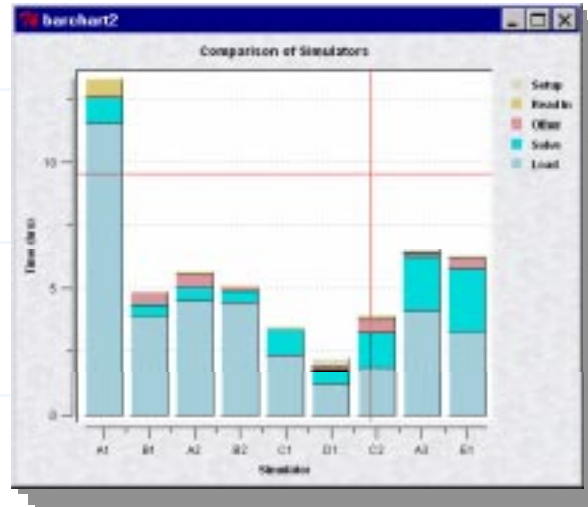 barchart2
Comparison of Simulators
Setup
Read In
Other
Solve
Load
Time (hrs)
10
5
0
A1 B1 A2 B2 C1 D1 C2 A3 E1
Simulator